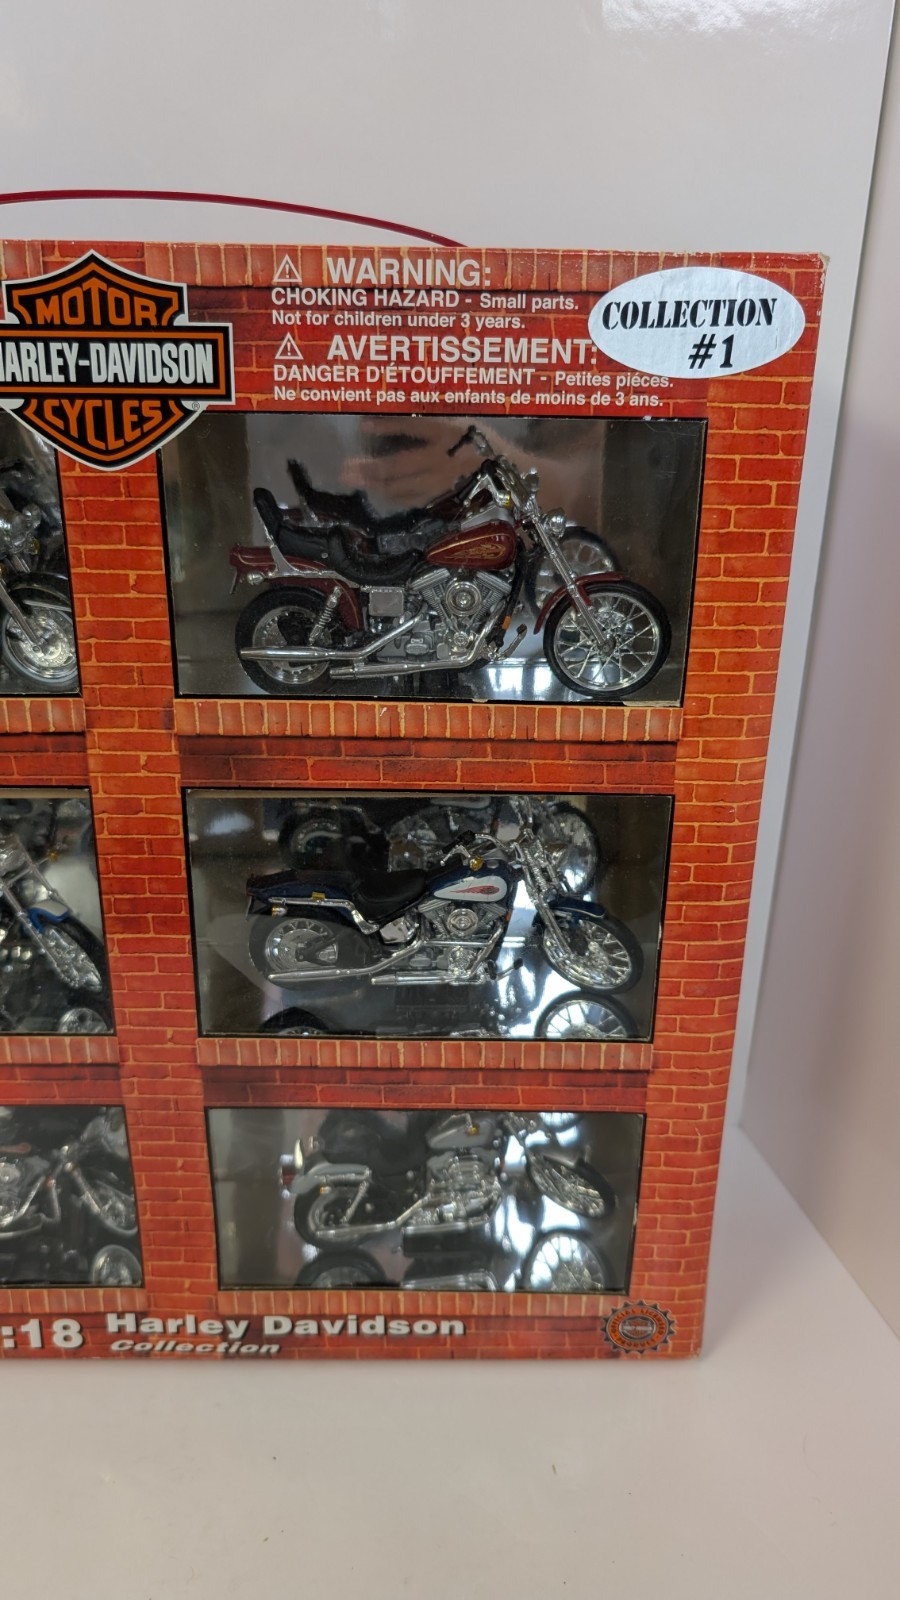 MOTOR
HARLEY-DAVIDSON
CYCLES
®
WARNING:
CHOKING HAZARD - Small parts.
Not for children under 3 years.
AVERTISSEMENT:
DANGER D'ÉTOUFFEMENT - Petites piéces.
Ne convient pas aux enfants de moins de 3 ans.
COLLECTION
#1
:18 Harley Davidson
Collection